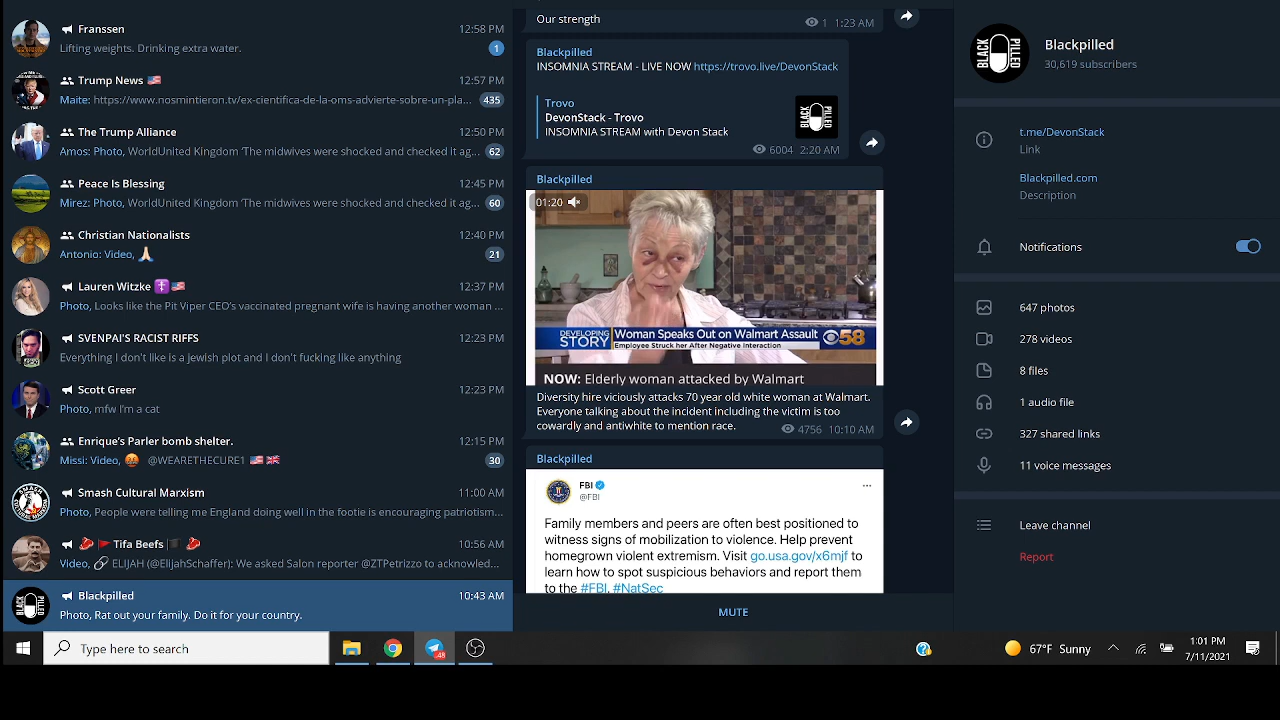 Franssen
12:58 PM
Lifting weights. Drinking extra water.
1
Trump News 🇺🇸
12:57 PM
Maite: https://www.nosmintieron.tv/ex-cientifica-de-la-oms-advierte-sobre-un-pla...
435
The Trump Alliance
12:50 PM
Amos: Photo, WorldUnited Kingdom 'The midwives were shocked and checked it ag...
62
Peace Is Blessing
12:45 PM
Mirez: Photo, WorldUnited Kingdom 'The midwives were shocked and checked it ag...
60
Christian Nationalists
12:40 PM
Antonio: Video, 🙏🏻
21
Lauren Witzke ✝️🇺🇸
12:37 PM
Photo, Looks like the Pit Viper CEO's vaccinated pregnant wife is having another woman ...
SVSENPAI'S RACIST RIFFS
12:23 PM
Everything I don't like is a jewish plot and I don't fucking like anything
Scott Greer
12:23 PM
Photo, mfw I'm a cat
Enrique's Parler bomb shelter.
12:15 PM
Missi: Video, 🤬 @WEARETHECURE1 🇺🇸 🇬🇧
30
Smash Cultural Marxism
11:00 AM
Photo, People were telling me England doing well in the footie is encouraging patriotism...
🥩 🚩Tifa Beefs🏴 🥩
10:56 AM
Video, 🔗 ELIJAH (@ElijahSchaffer): We asked Salon reporter @ZTPetrizzo to acknowled...
Blackpilled
10:43 AM
Photo, Rat out your family. Do it for your country.
Our strength
1 1:23 AM
Blackpilled
INSOMNIA STREAM - LIVE NOW https://trovo.live/DevonStack
Trovo
DevonStack - Trovo
INSOMNIA STREAM with Devon Stack
BLACK PILLED
6004 2:20 AM
Blackpilled
01:20
DEVELOPING STORY
Woman Speaks Out on Walmart Assault
Employee Struck her After Negative Interaction
CBS 58
NOW: Elderly woman attacked by Walmart
Diversity hire viciously attacks 70 year old white woman at Walmart.
Everyone talking about the incident including the victim is too
cowardly and antiwhite to mention race.
4756 10:10 AM
Blackpilled
FBI
@FBI
...
Family members and peers are often best positioned to
witness signs of mobilization to violence. Help prevent
homegrown violent extremism. Visit go.usa.gov/x6mjf to
learn how to spot suspicious behaviors and report them
to the #FBI. #NatSec
MUTE
BLACK PILLED
Blackpilled
30,619 subscribers
t.me/DevonStack
Link
Blackpilled.com
Description
Notifications
647 photos
278 videos
8 files
1 audio file
327 shared links
11 voice messages
Leave channel
Report
Type here to search
67°F Sunny
1:01 PM
7/11/2021